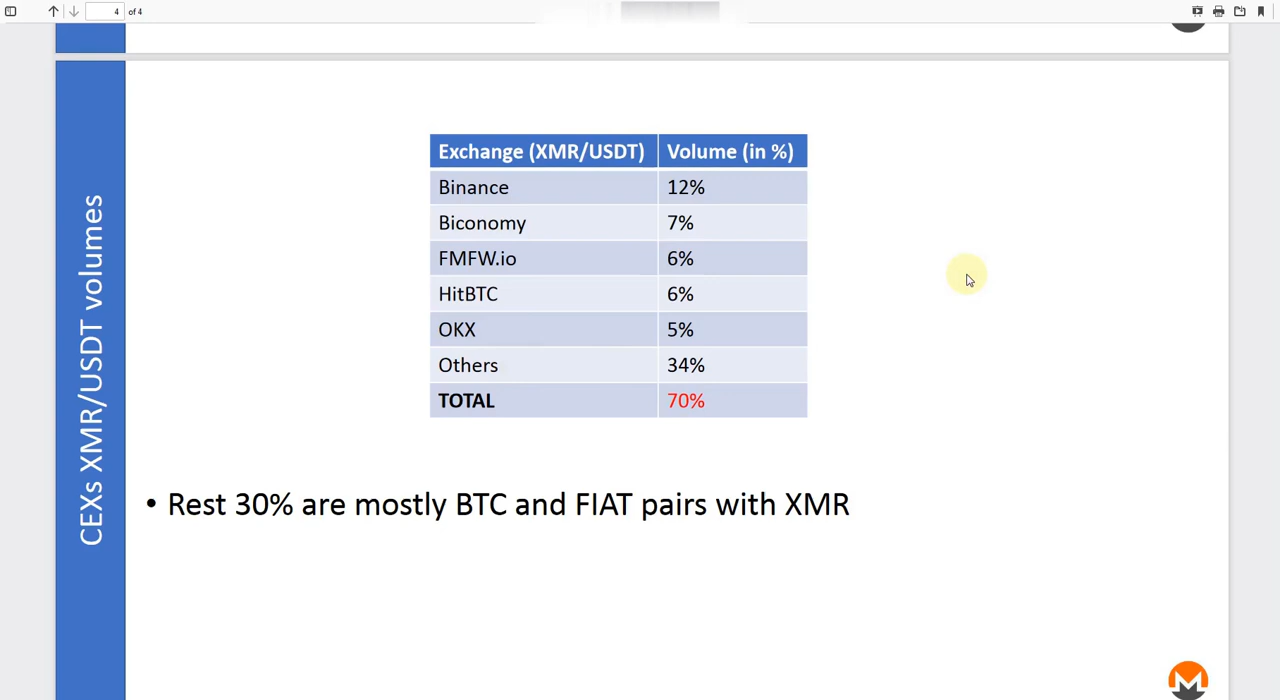 4 of 4
CEXs XMR/USDT volumes
Exchange (XMR/USDT) Volume (in %)
Binance 12%
Biconomy 7%
FMFW.io 6%
HitBTC 6%
OKX 5%
Others 34%
TOTAL 70%
• Rest 30% are mostly BTC and FIAT pairs with XMR